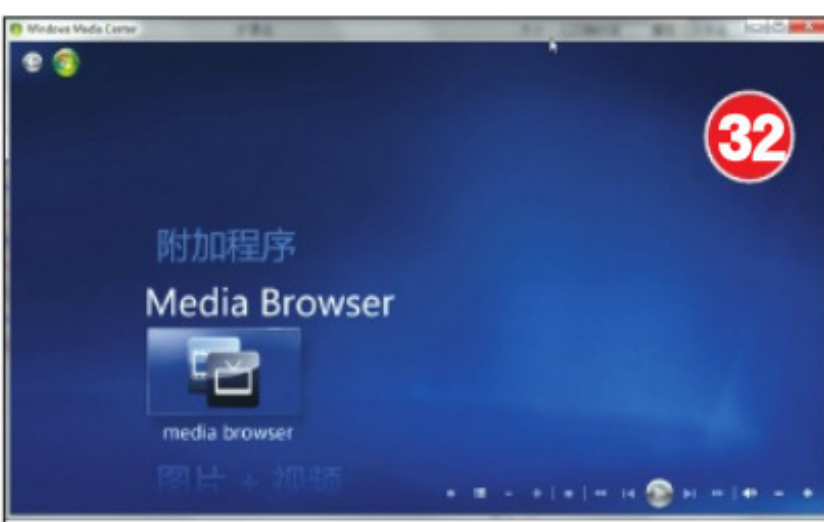 Windows Media Center
32
附加程序
Media Browser
media browser
图片 + 视频